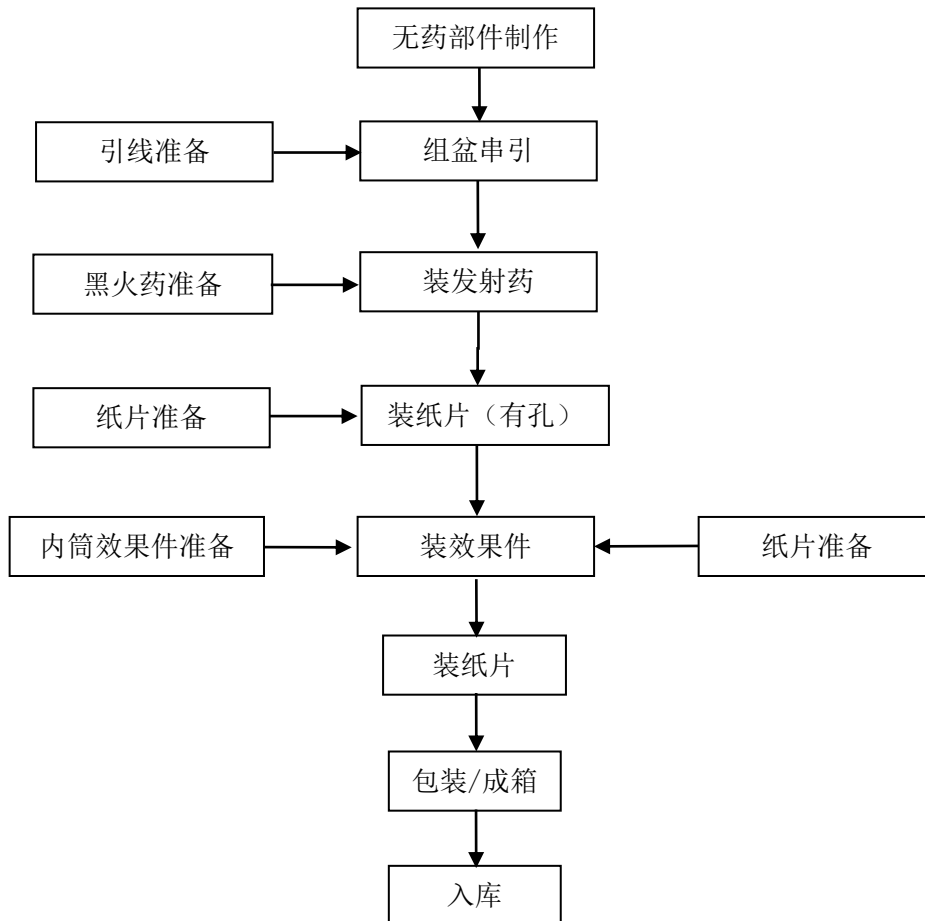 无药部件制作
引线准备
组盆串引
黑火药准备
装发射药
纸片准备
装纸片（有孔）
内筒效果件准备
装效果件
纸片准备
装纸片
包装/成箱
入库